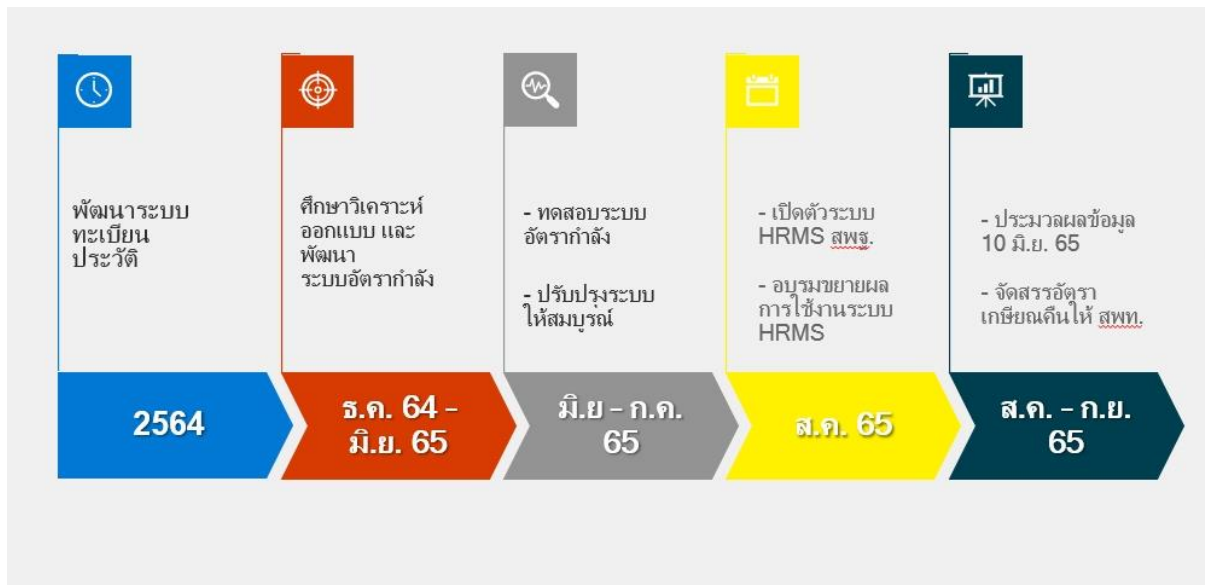 พัฒนาระบบ
ทะเบียน
ประวัติ
2564
ศึกษาวิเคราะห์
ออกแบบ และ
พัฒนา
ระบบอัตรากำลัง
ธ.ค. 64 –
มิ.ย. 65
- ทดสอบระบบ
อัตรากำลัง
- ปรับปรุงระบบ
ให้สมบูรณ์
มิ.ย – ก.ค.
65
- เปิดตัวระบบ
HRMS สพฐ.
- อบรมขยายผล
การใช้งานระบบ
HRMS
ส.ค. 65
- ประมวลผลข้อมูล
10 มิ.ย. 65
- จัดสรรอัตรา
เกษียณคืนให้ สพท.
ส.ค. – ก.ย.
65